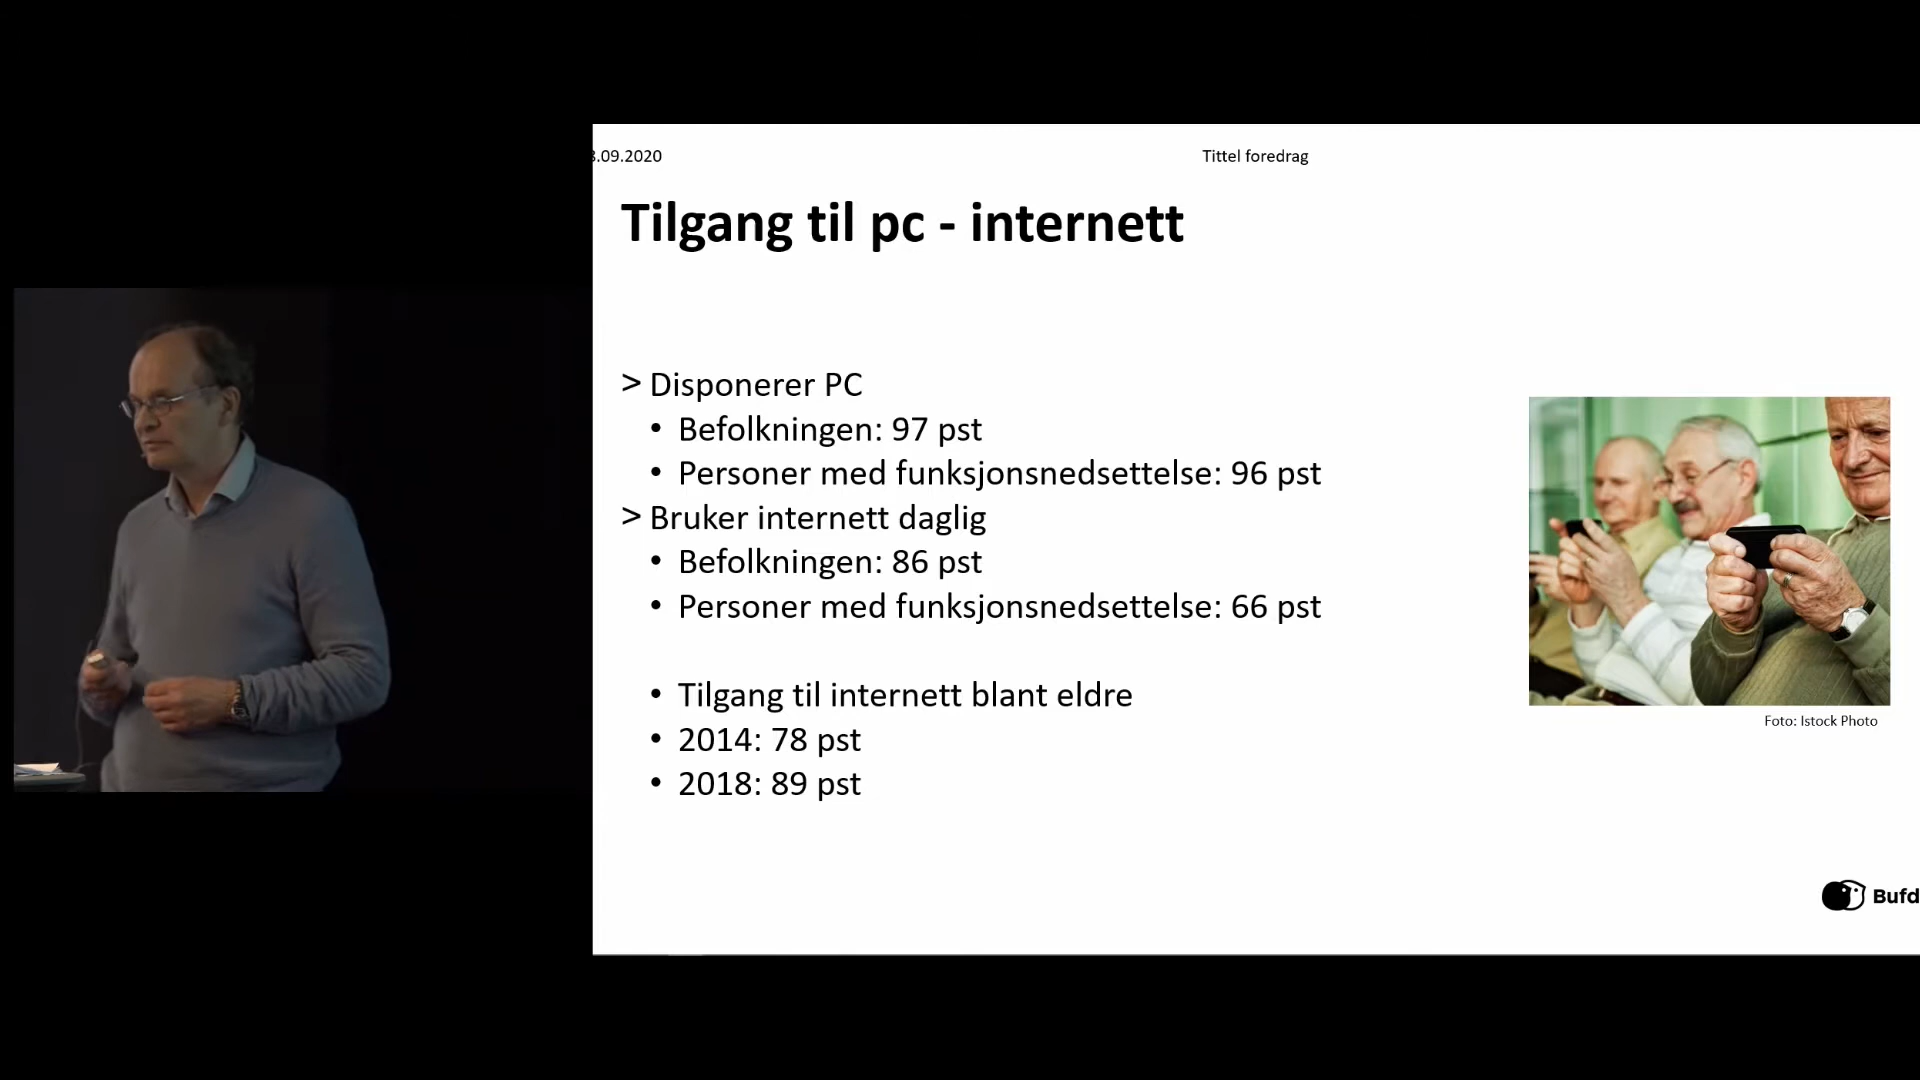 .09.2020
Tittel foredrag
Tilgang til pc - internett
> Disponerer PC
• Befolkningen: 97 pst
• Personer med funksjonsnedsettelse: 96 pst
> Bruker internett daglig
• Befolkningen: 86 pst
• Personer med funksjonsnedsettelse: 66 pst
• Tilgang til internett blant eldre
• 2014: 78 pst
• 2018: 89 pst
Foto: Istock Photo
Bufd